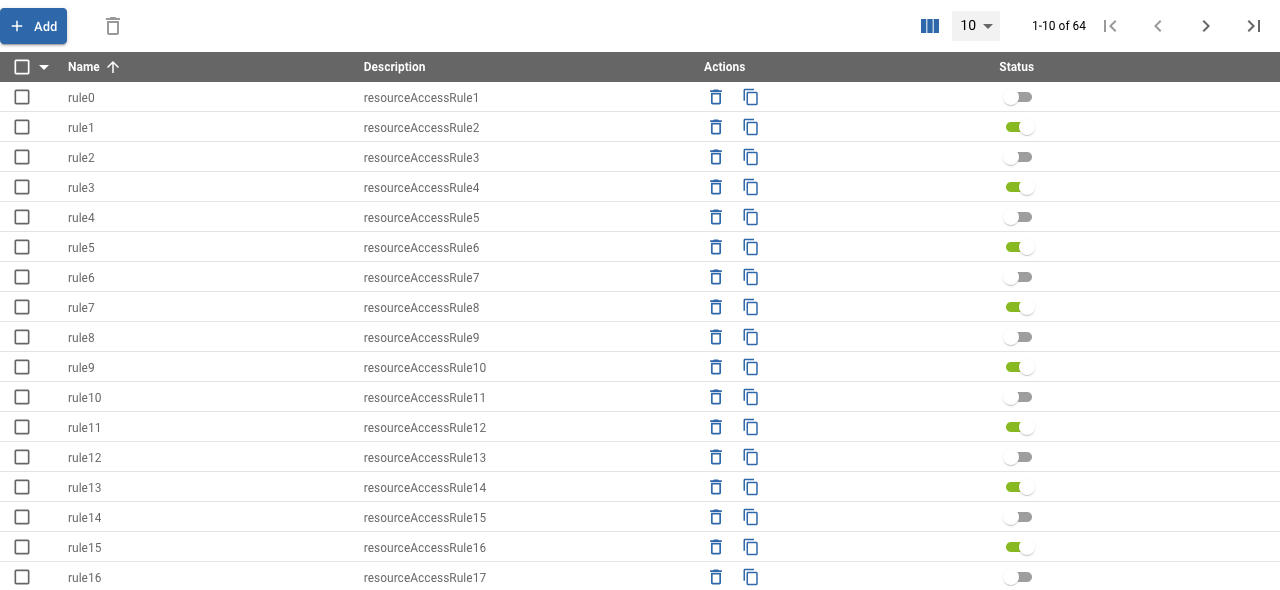 Add 10 1-10 of 64
Name Description Actions Status
rule0 resourceAccessRule1
rule1 resourceAccessRule2
rule2 resourceAccessRule3
rule3 resourceAccessRule4
rule4 resourceAccessRule5
rule5 resourceAccessRule6
rule6 resourceAccessRule7
rule7 resourceAccessRule8
rule8 resourceAccessRule9
rule9 resourceAccessRule10
rule10 resourceAccessRule11
rule11 resourceAccessRule12
rule12 resourceAccessRule13
rule13 resourceAccessRule14
rule14 resourceAccessRule15
rule15 resourceAccessRule16
rule16 resourceAccessRule17